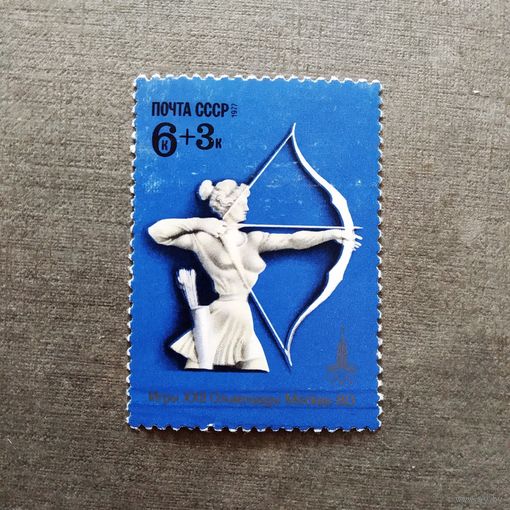 ПОЧТА СССР 1977
6к+3к
Игры XXII Олимпиады Москва 80